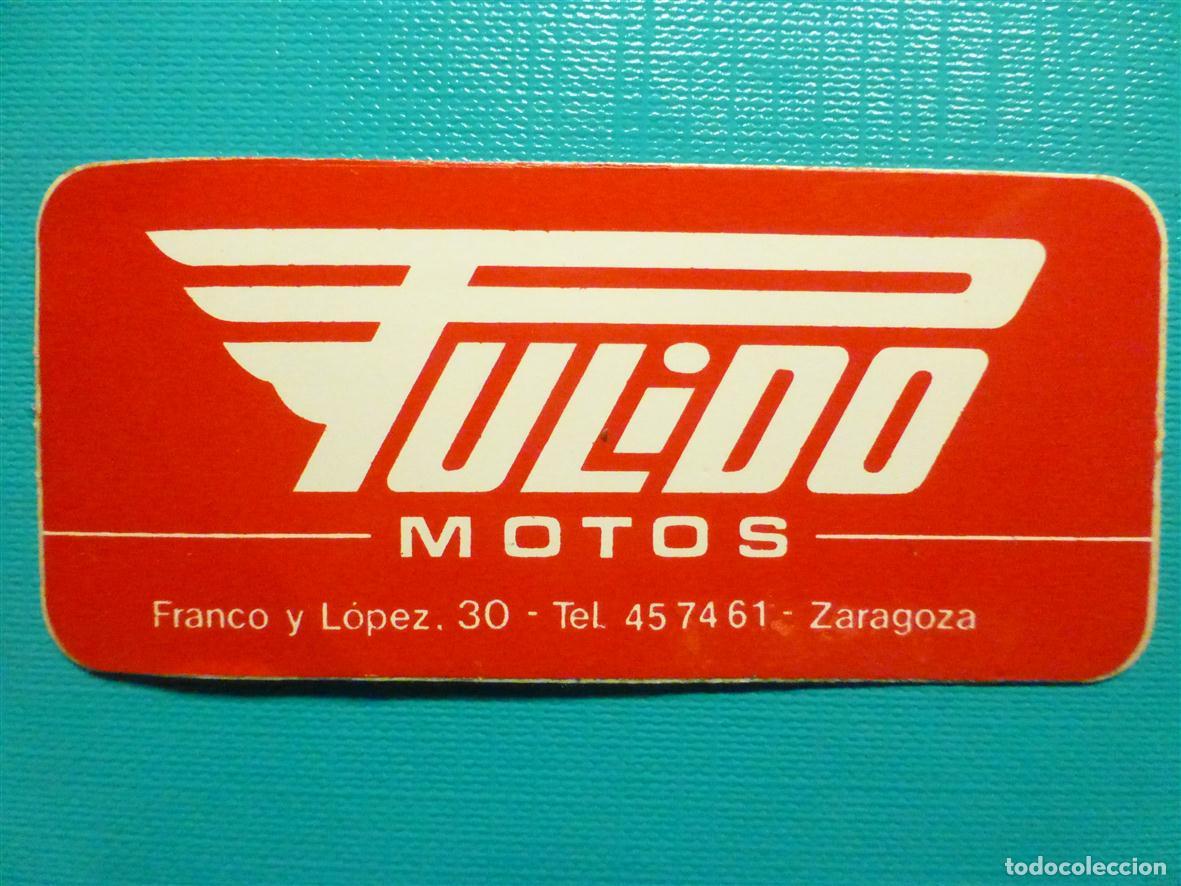 PULiDO
MOTOS
Franco y López. 30 - Tel. 45 74 61 - Zaragoza
todocoleccion